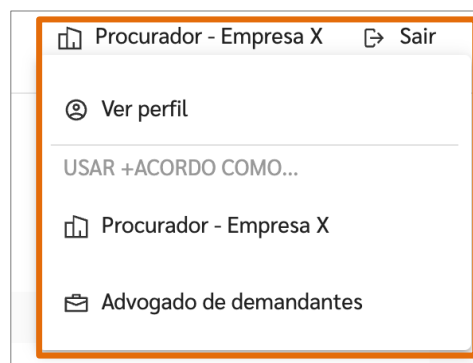 Procurador - Empresa X Sair
Ver perfil
USAR +ACORDO COMO...
Procurador - Empresa X
Advogado de demandantes